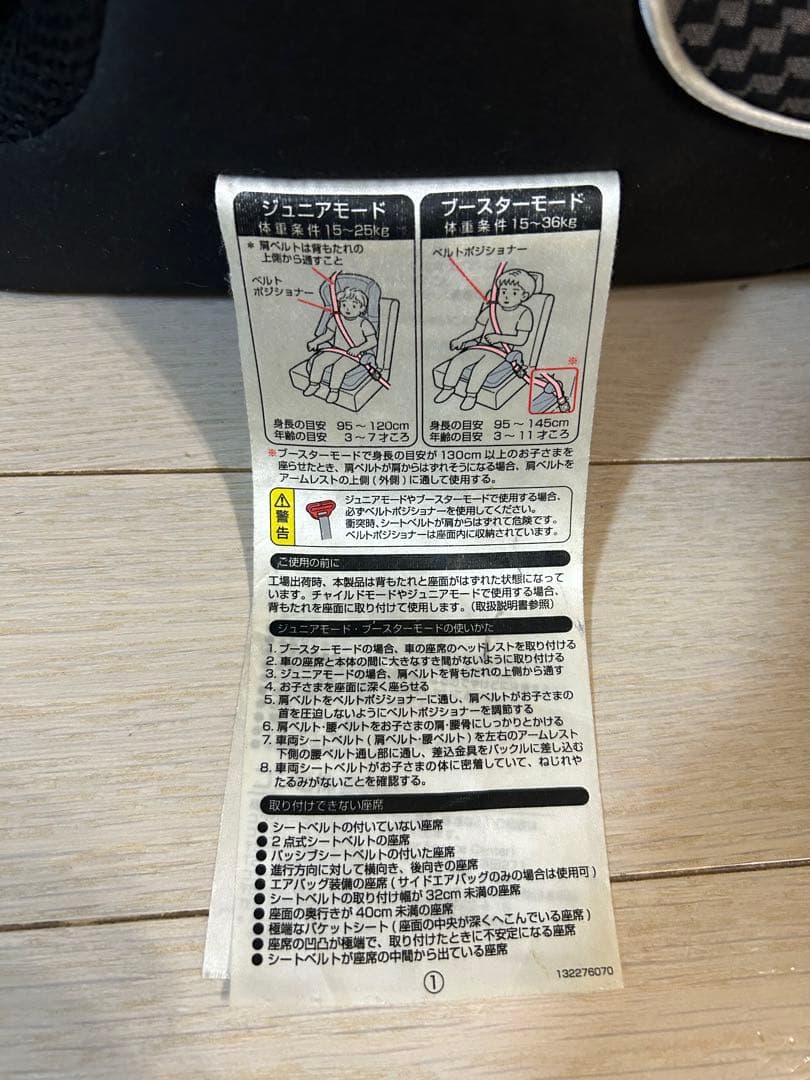 ジュニアモード
体重条件 15～25kg
＊ 肩ベルトは背もたれの
上側から通すこと
ベルト
ポジショナー
身長の目安 95～120cm
年齢の目安 3～7才ころ
ブースターモード
体重条件 15～36kg
ベルトポジショナー
※
身長の目安 95～145cm
年齢の目安 3～11才ころ
※ブースターモードで身長の目安が130cm以上のお子さまを
座らせたとき、肩ベルトが肩からはずれそうになる場合、肩ベルトを
アームレストの上側(外側)に通して使用する。
警告
ジュニアモードやブースターモードで使用する場合、
必ずベルトポジショナーを使用してください。
衝突時、シートベルトが肩からはずれて危険です。
ベルトポジショナーは座面内に収納されています。
ご使用の前に
工場出荷時、本製品は背もたれと座面がはずれた状態になって
います。チャイルドモードやジュニアモードで使用する場合、
背もたれを座面に取り付けて使用します。(取扱説明書参照)
ジュニアモード・ブースターモードの使いかた
1. ブースターモードの場合、車の座席のヘッドレストを取り付ける
2. 車の座席と本体の間に大きなすき間がないように取り付ける
3. ジュニアモードの場合、肩ベルトを背もたれの上側から通す
4. お子さまを座面に深く座らせる
5. 肩ベルトをベルトポジショナーに通し、肩ベルトがお子さまの
首を圧迫しないようにベルトポジショナーを調節する
6. 肩ベルト・腰ベルトをお子さまの肩・腰骨にしっかりとかける
7. 車両シートベルト(肩ベルト・腰ベルト)を左右のアームレスト
下側の腰ベルト通し部に通し、差込金具をバックルに差し込む
8. 車両シートベルトがお子さまの体に密着していて、ねじれや
たるみがないことを確認する。
取り付けできない座席
● シートベルトの付いていない座席
● 2点式シートベルトの座席
● パッシブシートベルトの付いた座席
● 進行方向に対して横向き、後向きの座席
● エアバッグ装備の座席(サイドエアバッグのみの場合は使用可)
● シートベルトの取り付け幅が32cm未満の座席
● 座面の奥行きが40cm未満の座席
● 極端なバケットシート(座面の中央が深くへこんでいる座席)
● 座席の凹凸が極端で、取り付けたときに不安定になる座席
● シートベルトが座席の中間から出ている座席
①
132276070